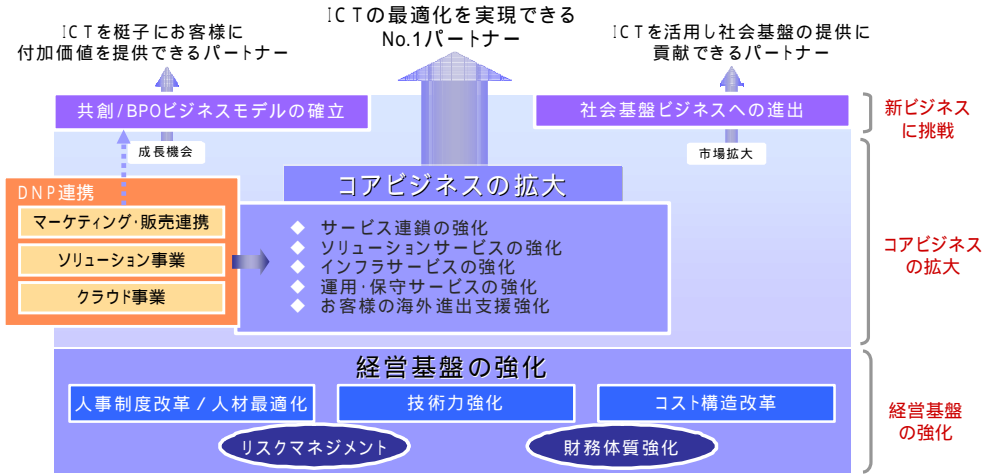 ICTを梃子にお客様に
付加価値を提供できるパートナー
ICTの最適化を実現できる
No.1パートナー
ICTを活用し社会基盤の提供に
貢献できるパートナー
共創/BPOビジネスモデルの確立
社会基盤ビジネスへの進出
新ビジネス
に挑戦
成長機会
市場拡大
DNP連携
マーケティング･販売連携
ソリューション事業
クラウド事業
コアビジネスの拡大
◆ サービス連鎖の強化
◆ ソリューションサービスの強化
◆ インフラサービスの強化
◆ 運用･保守サービスの強化
◆ お客様の海外進出支援強化
コアビジネス
の拡大
経営基盤の強化
人事制度改革 / 人材最適化
技術力強化
コスト構造改革
リスクマネジメント
財務体質強化
経営基盤
の強化